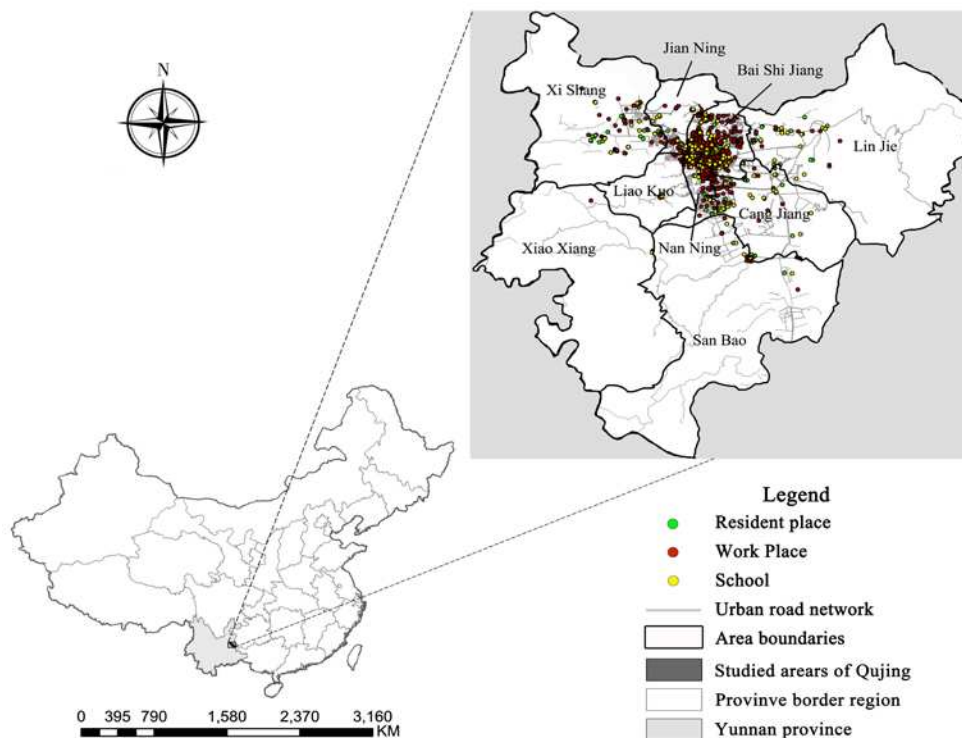 N
Jian Ning
Bai Shi Jiang
Xi Shang
Lin Jie
Liao Kuo
Cang Jiang
Xiao Xiang
Nan Ning
San Bao
Legend
Resident place
Work Place
School
Urban road network
Area boundaries
Studied arears of Qujing
Provinve border region
Yunnan province
0 395 790 1,580 2,370 3,160
KM